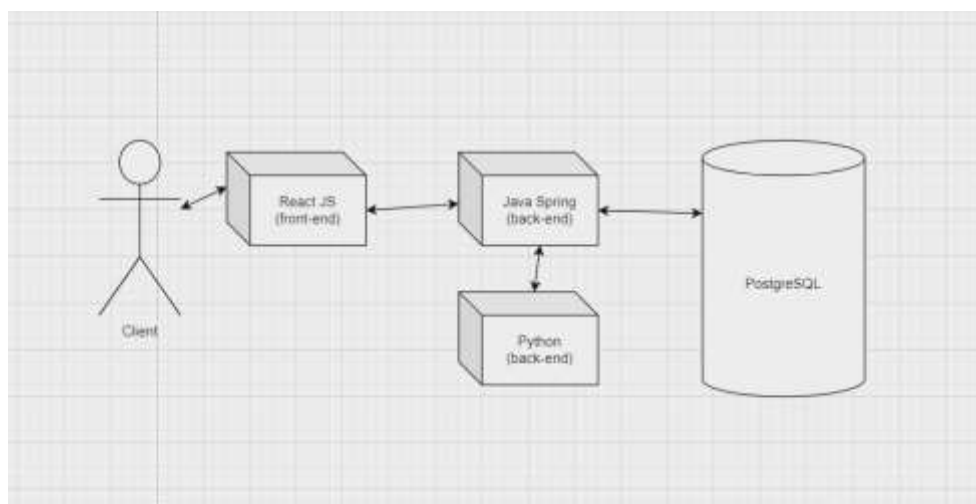 React JS
(front-end)
Java Spring
(back-end)
PostgreSQL
Client
Python
(back-end)